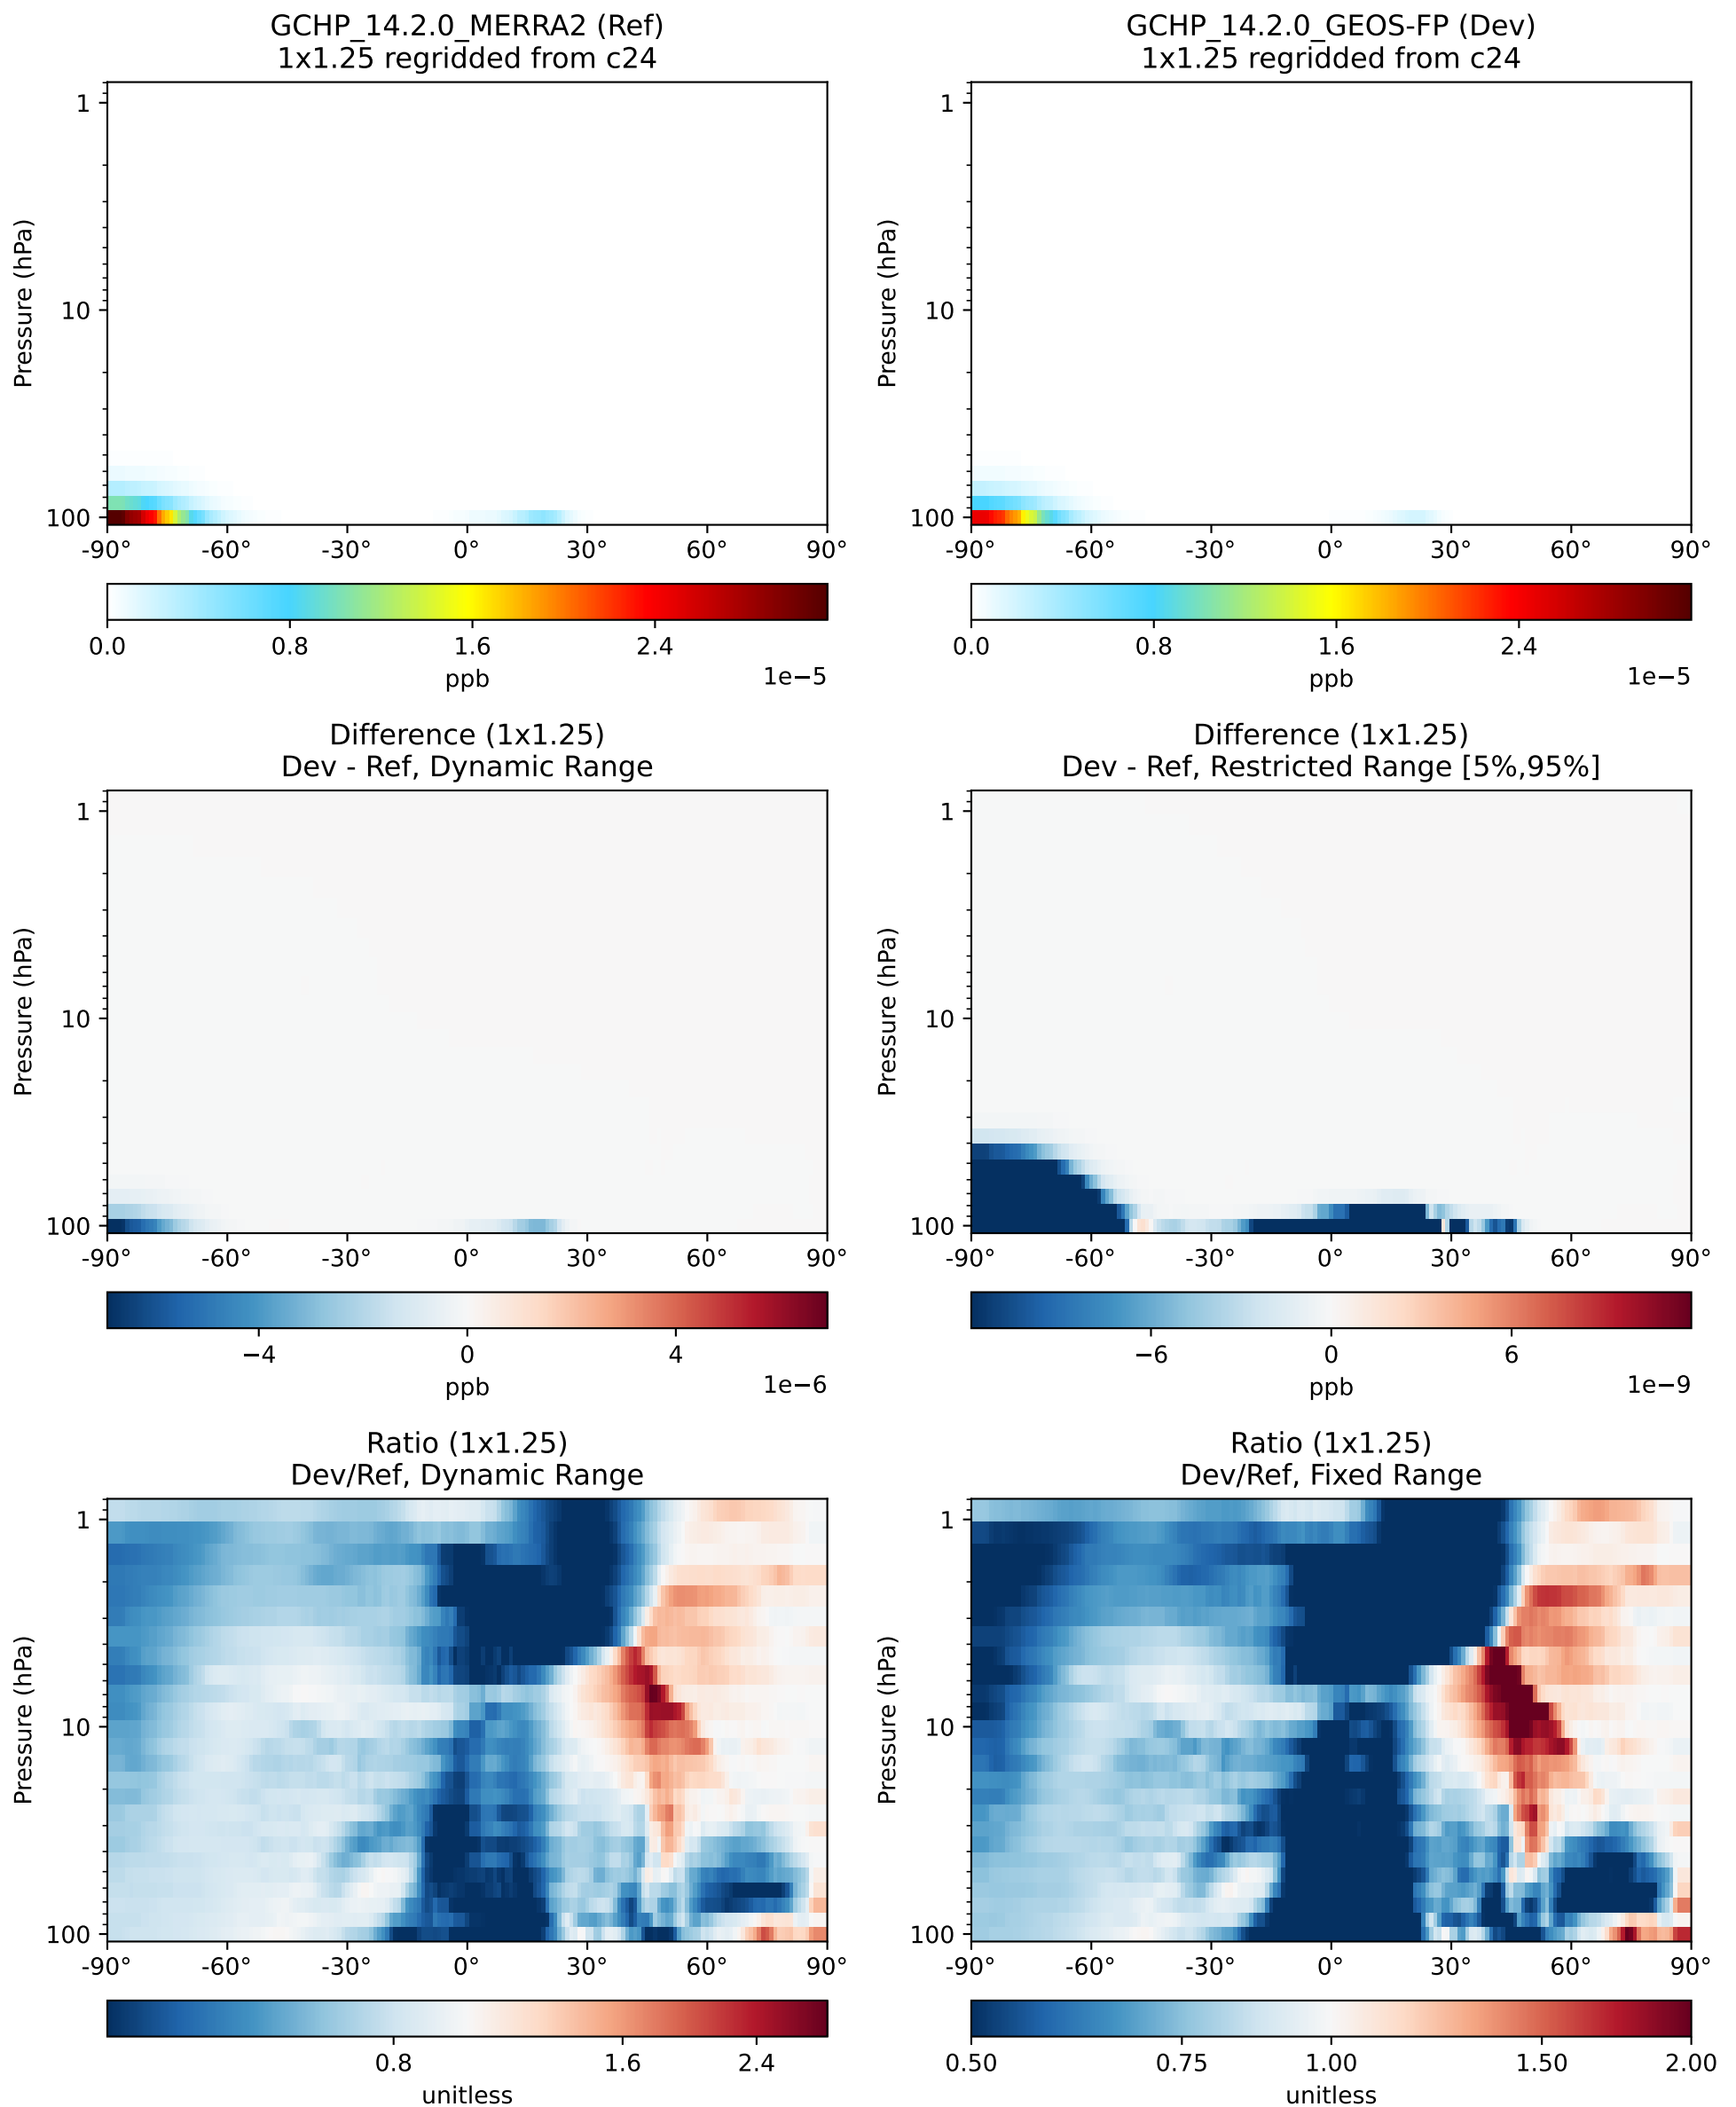 GCHP_14.2.0_MERRA2 (Ref)
1x1.25 regridded from c24
Pressure (hPa)
1
10
100
-90° -60° -30° 0° 30° 60° 90°
0.0 0.8 1.6 2.4
1e−5
ppb
GCHP_14.2.0_GEOS-FP (Dev)
1x1.25 regridded from c24
Pressure (hPa)
1
10
100
-90° -60° -30° 0° 30° 60° 90°
0.0 0.8 1.6 2.4
1e−5
ppb
Difference (1x1.25)
Dev - Ref, Dynamic Range
Pressure (hPa)
1
10
100
-90° -60° -30° 0° 30° 60° 90°
−4 0 4
1e−6
ppb
Difference (1x1.25)
Dev - Ref, Restricted Range [5%,95%]
Pressure (hPa)
1
10
100
-90° -60° -30° 0° 30° 60° 90°
−6 0 6
1e−9
ppb
Ratio (1x1.25)
Dev/Ref, Dynamic Range
Pressure (hPa)
1
10
100
-90° -60° -30° 0° 30° 60° 90°
0.8 1.6 2.4
unitless
Ratio (1x1.25)
Dev/Ref, Fixed Range
Pressure (hPa)
1
10
100
-90° -60° -30° 0° 30° 60° 90°
0.50 0.75 1.00 1.50 2.00
unitless